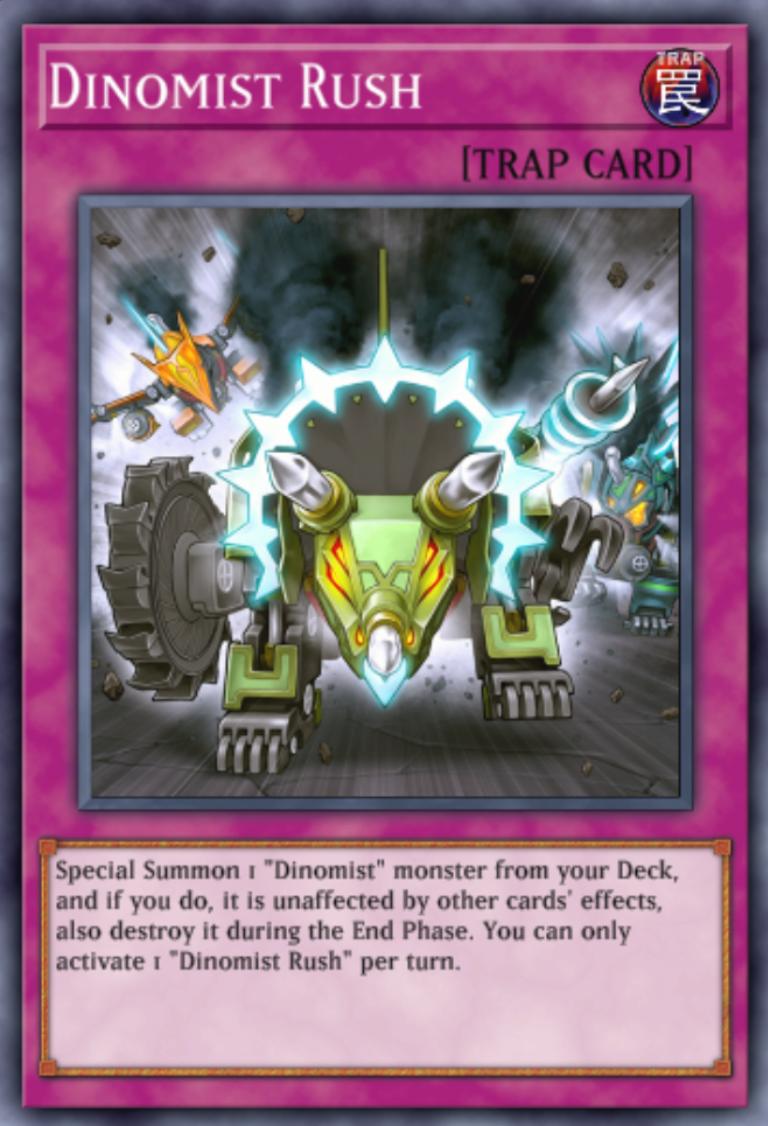 Dinomist Rush
TRAP
罠
[TRAP CARD]
Special Summon 1 "Dinomist" monster from your Deck,
and if you do, it is unaffected by other cards' effects,
also destroy it during the End Phase. You can only
activate 1 "Dinomist Rush" per turn.